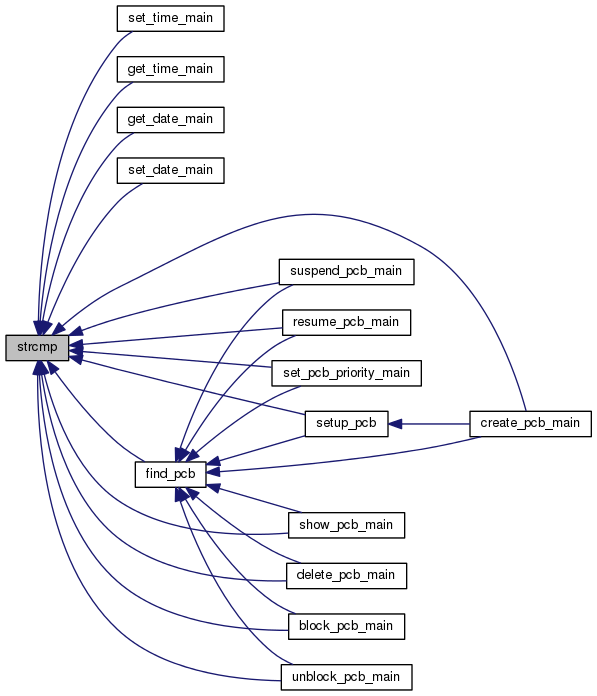 set_time_main
get_time_main
get_date_main
set_date_main
suspend_pcb_main
resume_pcb_main
strcmp
set_pcb_priority_main
setup_pcb
create_pcb_main
find_pcb
show_pcb_main
delete_pcb_main
block_pcb_main
unblock_pcb_main